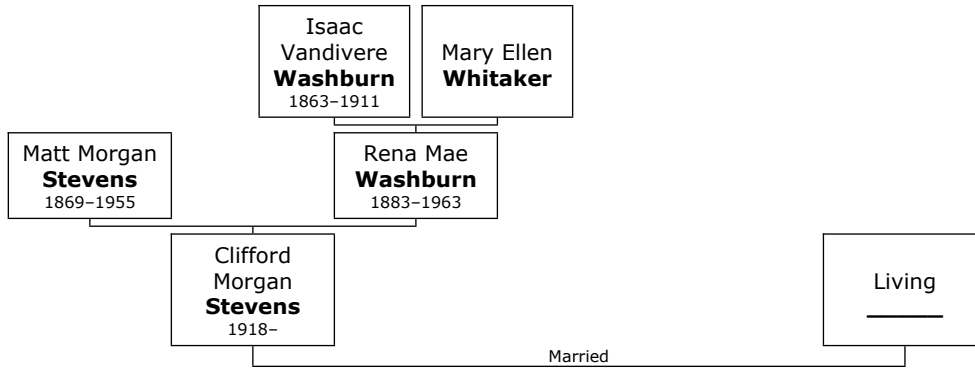 Isaac
Vandivere
Washburn
1863–1911
Mary Ellen
Whitaker
Matt Morgan
Stevens
1869–1955
Rena Mae
Washburn
1883–1963
Clifford
Morgan
Stevens
1918–
Living
______
Married